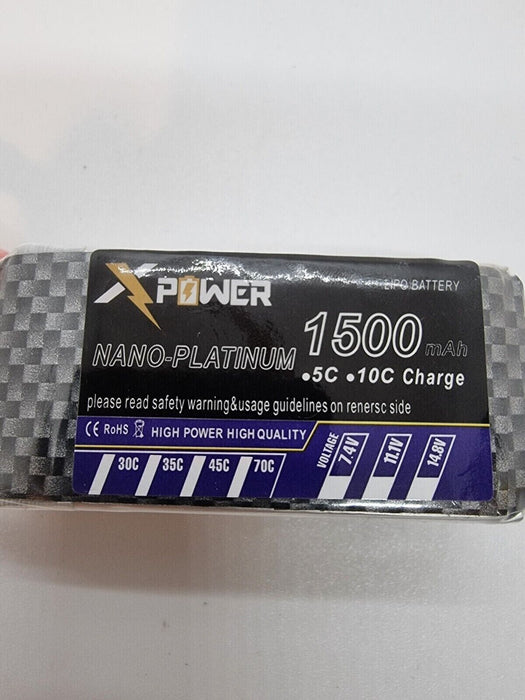 XPOWER
LIPO BATTERY
1500 mAh
NANO-PLATINUM
•5C •10C Charge
please read safety warning&usage guidelines on renersc side
CE RoHS HIGH POWER HIGH QUALITY
VOLTAGE 7.4V 11.1V 14.8V
30C 35C 45C 70C